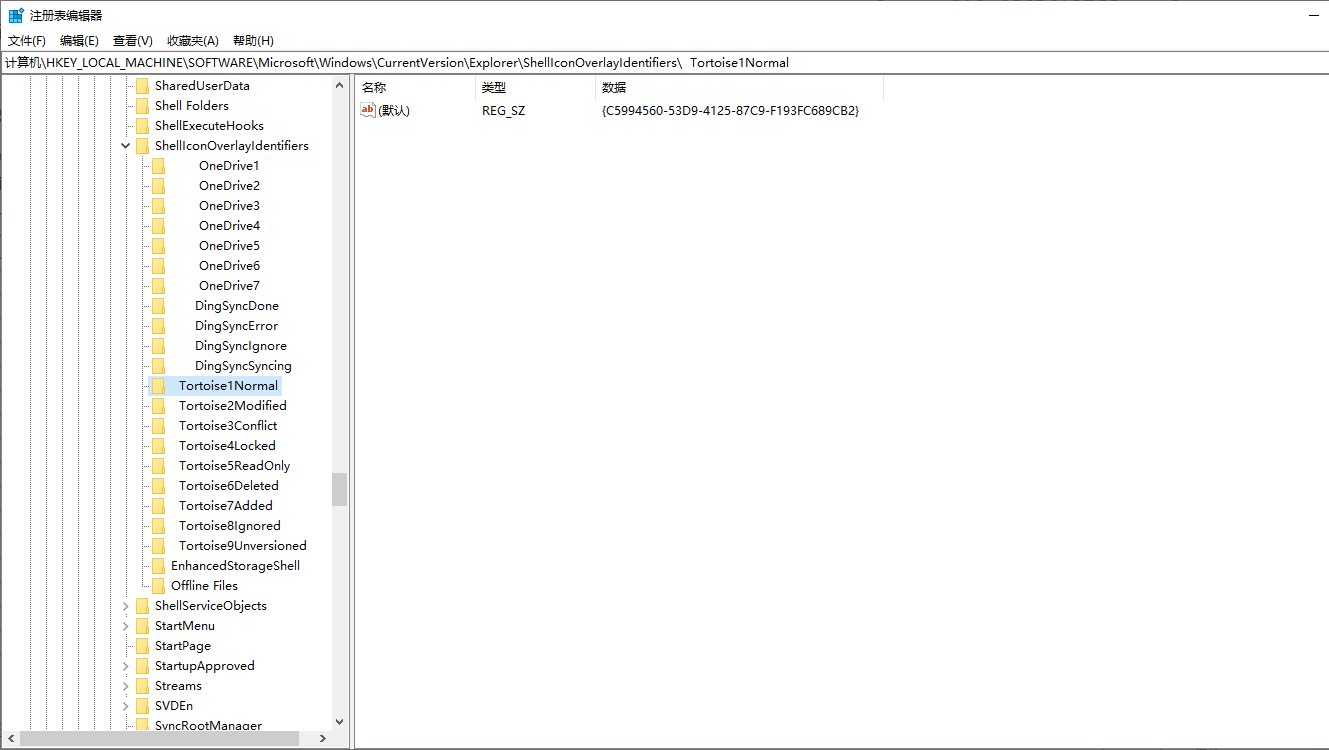 注册表编辑器
文件(F) 编辑(E) 查看(V) 收藏夹(A) 帮助(H)
计算机\HKEY_LOCAL_MACHINE\SOFTWARE\Microsoft\Windows\CurrentVersion\Explorer\ShellIconOverlayIdentifiers\  Tortoise1Normal
SharedUserData
Shell Folders
ShellExecuteHooks
ShellIconOverlayIdentifiers
OneDrive1
OneDrive2
OneDrive3
OneDrive4
OneDrive5
OneDrive6
OneDrive7
DingSyncDone
DingSyncError
DingSyncIgnore
DingSyncSyncing
Tortoise1Normal
Tortoise2Modified
Tortoise3Conflict
Tortoise4Locked
Tortoise5ReadOnly
Tortoise6Deleted
Tortoise7Added
Tortoise8Ignored
Tortoise9Unversioned
EnhancedStorageShell
Offline Files
ShellServiceObjects
StartMenu
StartPage
StartupApproved
Streams
SVDEn
SyncRootManager
名称 类型 数据
ab (默认) REG_SZ {C5994560-53D9-4125-87C9-F193FC689CB2}